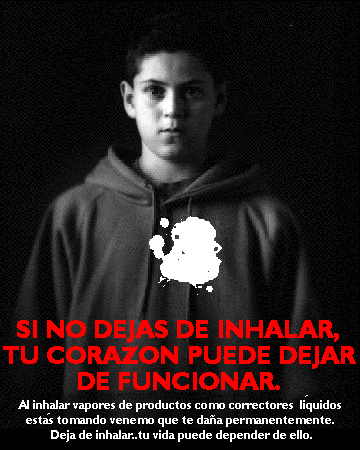 SI NO DEJAS DE INHALAR,
TU CORAZON PUEDE DEJAR
DE FUNCIONAR.
Al inhalar vapores de productos como correctores líquidos
estás tomando venemo que te daña permanentemente.
Deja de inhalar..tu vida puede depender de ello.